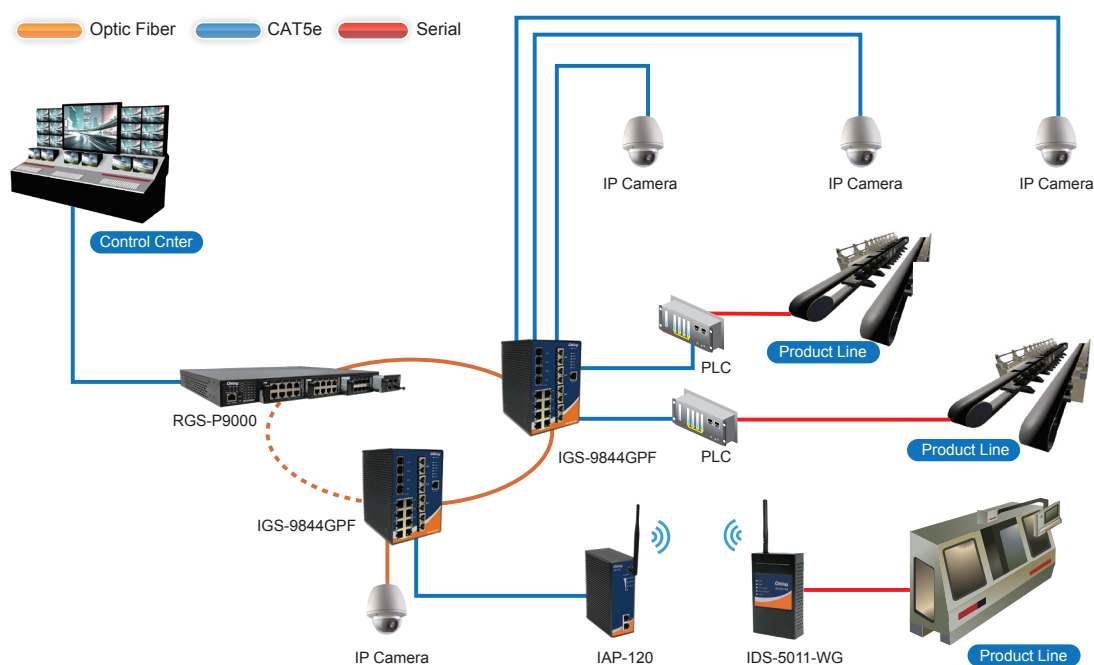 Optic Fiber
CAT5e
Serial
IP Camera
IP Camera
IP Camera
Control Cnter
PLC
Product Line
RGS-P9000
IGS-9844GPF
PLC
Product Line
IGS-9844GPF
IP Camera
IAP-120
IDS-5011-WG
Product Line